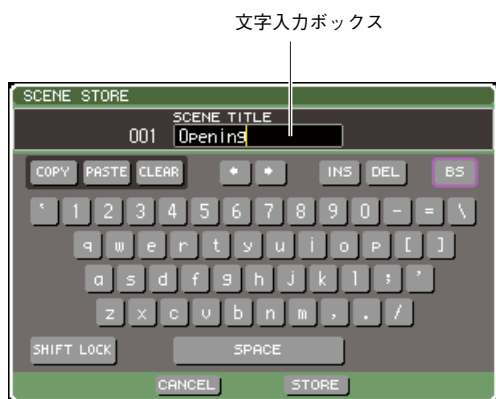 文字入力ボックス
SCENE STORE
SCENE TITLE
001 Opening
COPY PASTE CLEAR INS DEL BS
` 1 2 3 4 5 6 7 8 9 0 - = \
q w e r t y u i o p [ ]
a s d f g h j k l ; '
z x c v b n m , . /
SHIFT LOCK SPACE
CANCEL STORE